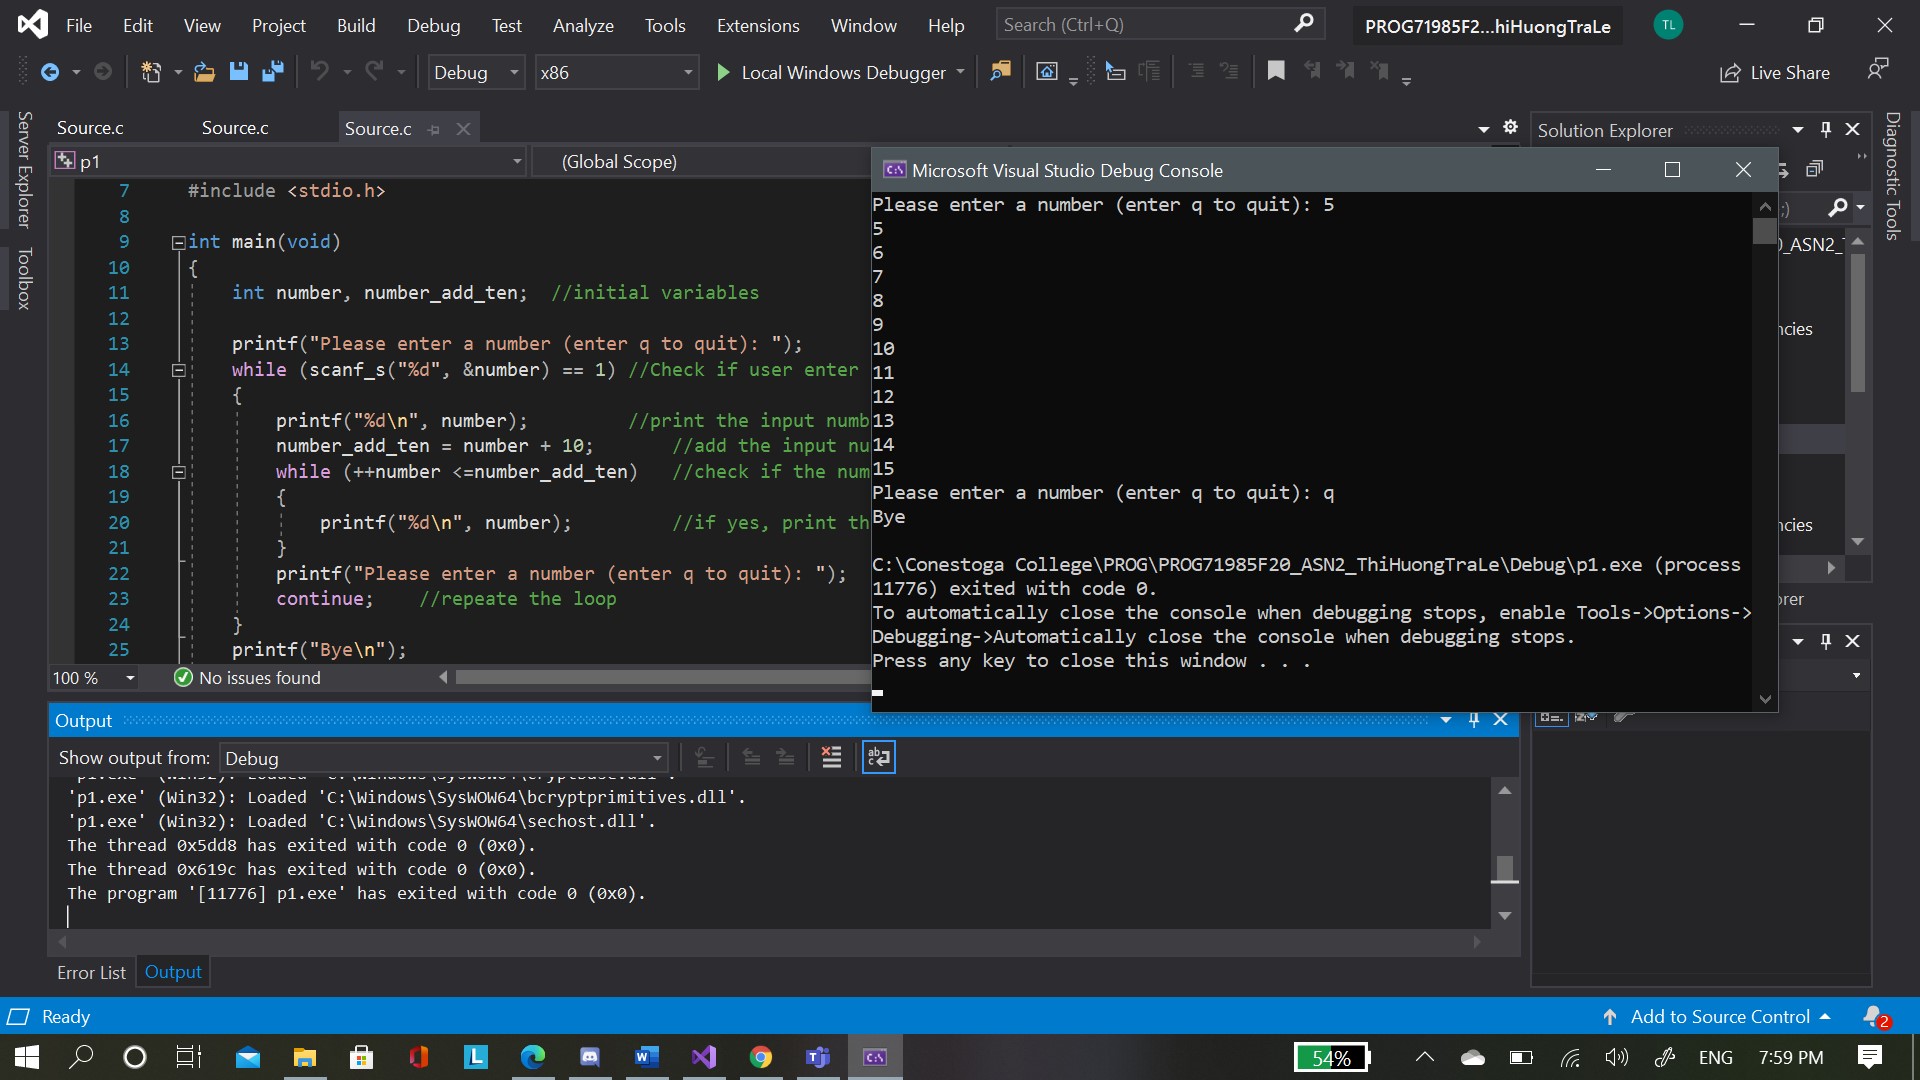 File Edit View Project Build Debug Test Analyze Tools Extensions Window Help Search (Ctrl+Q) PROG71985F2...hiHuongTraLe TL
Debug x86 Local Windows Debugger Live Share
Server Explorer
Toolbox
Source.c Source.c Source.c
p1 (Global Scope)
7 #include <stdio.h>
8
9 int main(void)
10 {
11 int number, number_add_ten; //initial variables
12
13 printf("Please enter a number (enter q to quit): ");
14 while (scanf_s("%d", &number) == 1) //Check if user enter
15 {
16 printf("%d\n", number); //print the input numb
17 number_add_ten = number + 10; //add the input nu
18 while (++number <=number_add_ten) //check if the num
19 {
20 printf("%d\n", number); //if yes, print th
21 }
22 printf("Please enter a number (enter q to quit): ");
23 continue; //repeate the loop
24 }
25 printf("Bye\n");
100 % No issues found
Microsoft Visual Studio Debug Console
Please enter a number (enter q to quit): 5
5
6
7
8
9
10
11
12
13
14
15
Please enter a number (enter q to quit): q
Bye
C:\Conestoga College\PROG\PROG71985F20_ASN2_ThiHuongTraLe\Debug\p1.exe (process
11776) exited with code 0.
To automatically close the console when debugging stops, enable Tools->Options->
Debugging->Automatically close the console when debugging stops.
Press any key to close this window . . .
Solution Explorer
;)
)_ASN2_
ncies
ncies
orer
Diagnostic Tools
Output
Show output from: Debug
'p1.exe' (Win32): Loaded 'C:\Windows\SysWOW64\cryptbase.dll'.
'p1.exe' (Win32): Loaded 'C:\Windows\SysWOW64\bcryptprimitives.dll'.
'p1.exe' (Win32): Loaded 'C:\Windows\SysWOW64\sechost.dll'.
The thread 0x5dd8 has exited with code 0 (0x0).
The thread 0x619c has exited with code 0 (0x0).
The program '[11776] p1.exe' has exited with code 0 (0x0).
Error List Output
Ready Add to Source Control 2
54% ENG 7:59 PM